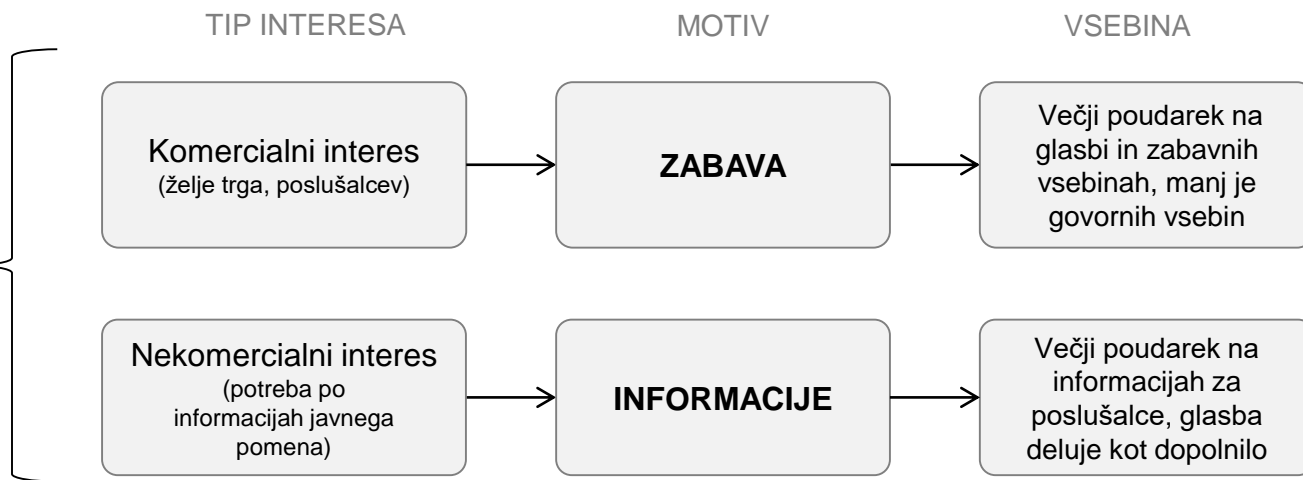 TIP INTERESA
MOTIV
VSEBINA
Komercialni interes
(želje trga, poslušalcev)
ZABAVA
Večji poudarek na
glasbi in zabavnih
vsebinah, manj je
govornih vsebin
Nekomercialni interes
(potreba po
informacijah javnega
pomena)
INFORMACIJE
Večji poudarek na
informacijah za
poslušalce, glasba
deluje kot dopolnilo